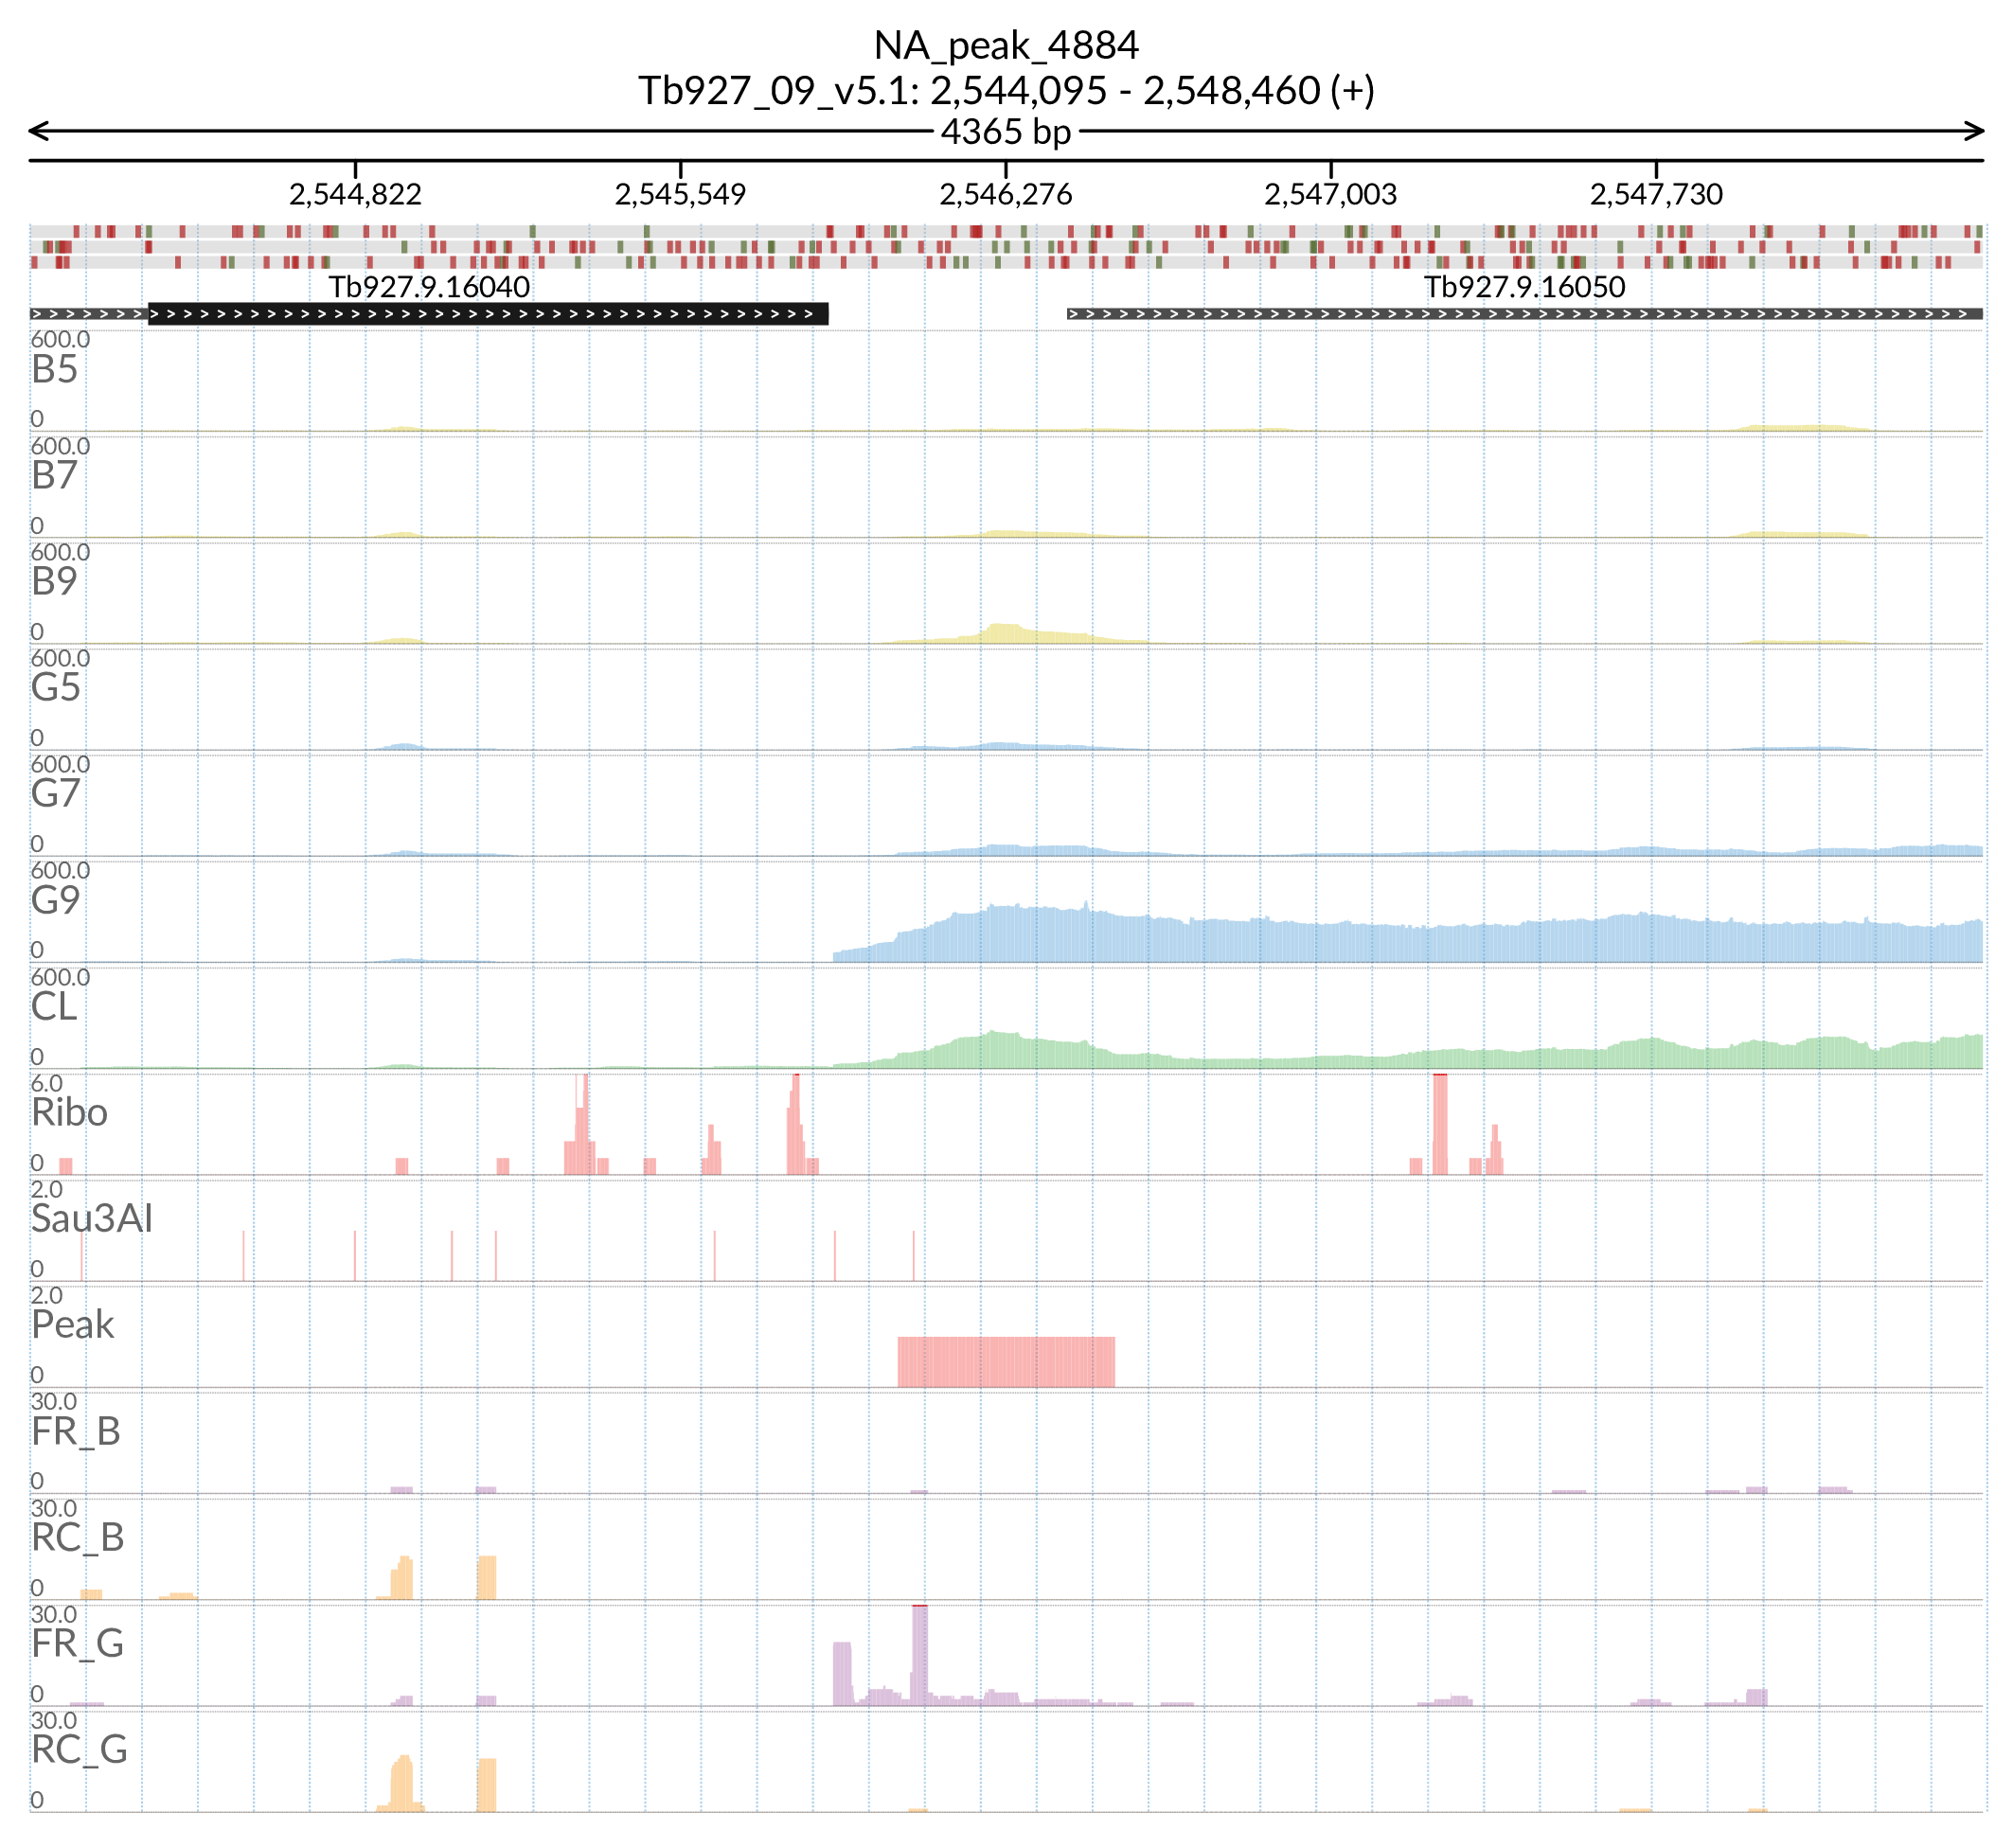 NA_peak_4884
Tb927_09_v5.1: 2,544,095 - 2,548,460 (+)
4365 bp
2,544,822 2,545,549 2,546,276 2,547,003 2,547,730
Tb927.9.16040 Tb927.9.16050
600.0
B5
0
600.0
B7
0
600.0
B9
0
600.0
G5
0
600.0
G7
0
600.0
G9
0
600.0
CL
0
6.0
Ribo
0
2.0
Sau3AI
0
2.0
Peak
0
30.0
FR_B
0
30.0
RC_B
0
30.0
FR_G
0
30.0
RC_G
0